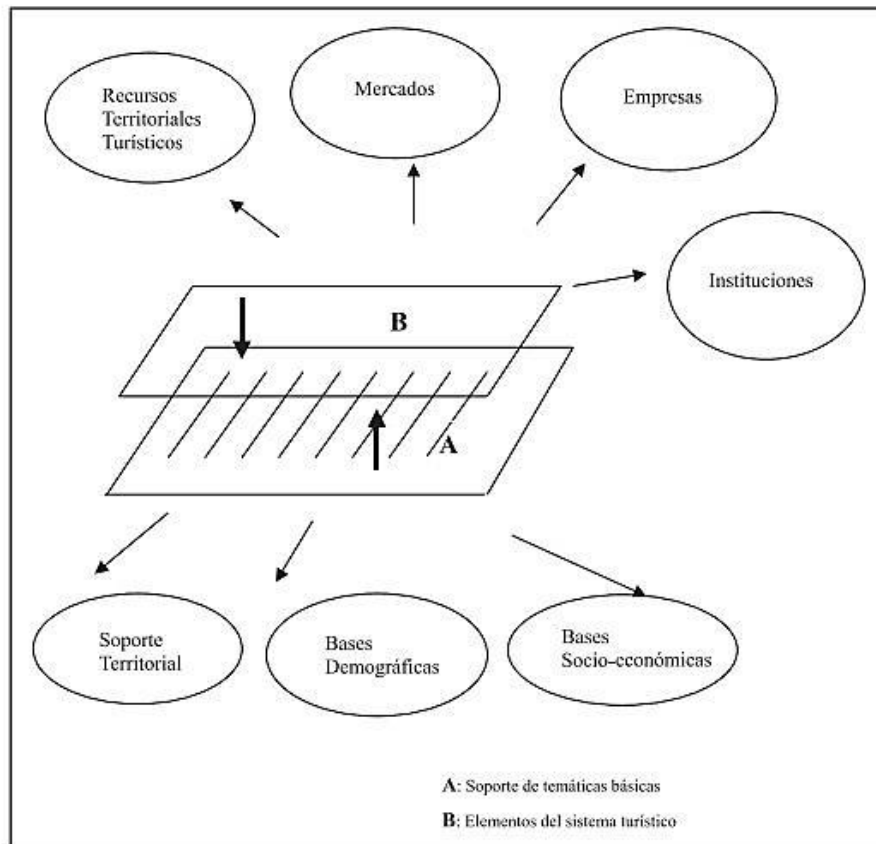 Recursos
Territoriales
Turísticos
Mercados
Empresas
Instituciones
B
A
Soporte
Territorial
Bases
Demográficas
Bases
Socio-económicas
A: Soporte de temáticas básicas
B: Elementos del sistema turístico